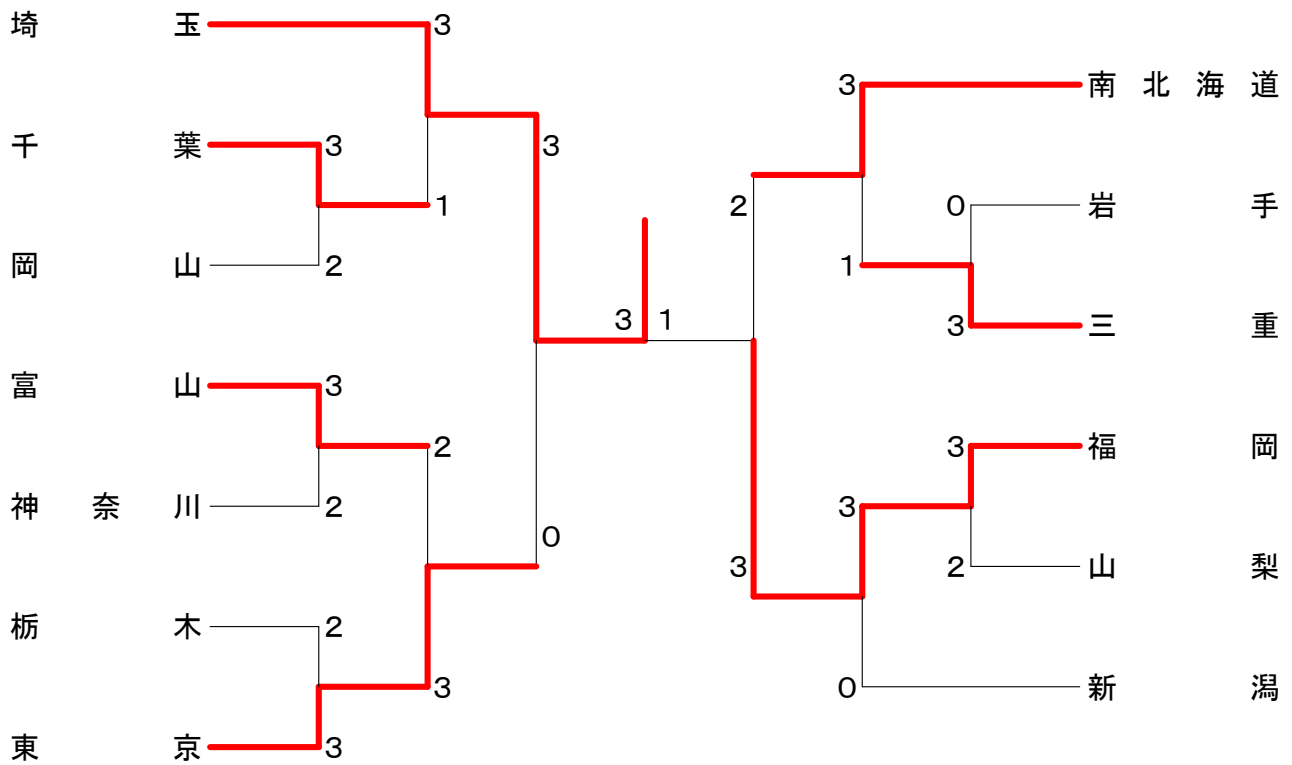 埼玉 3
3 南北海道
千葉 3
3
2
0 岩手
1
岡山 2
1
3 1
3 三重
富山 3
2
3 福岡
神奈川 2
3
0
3
2 山梨
栃木 2
3
0 新潟
東京 3